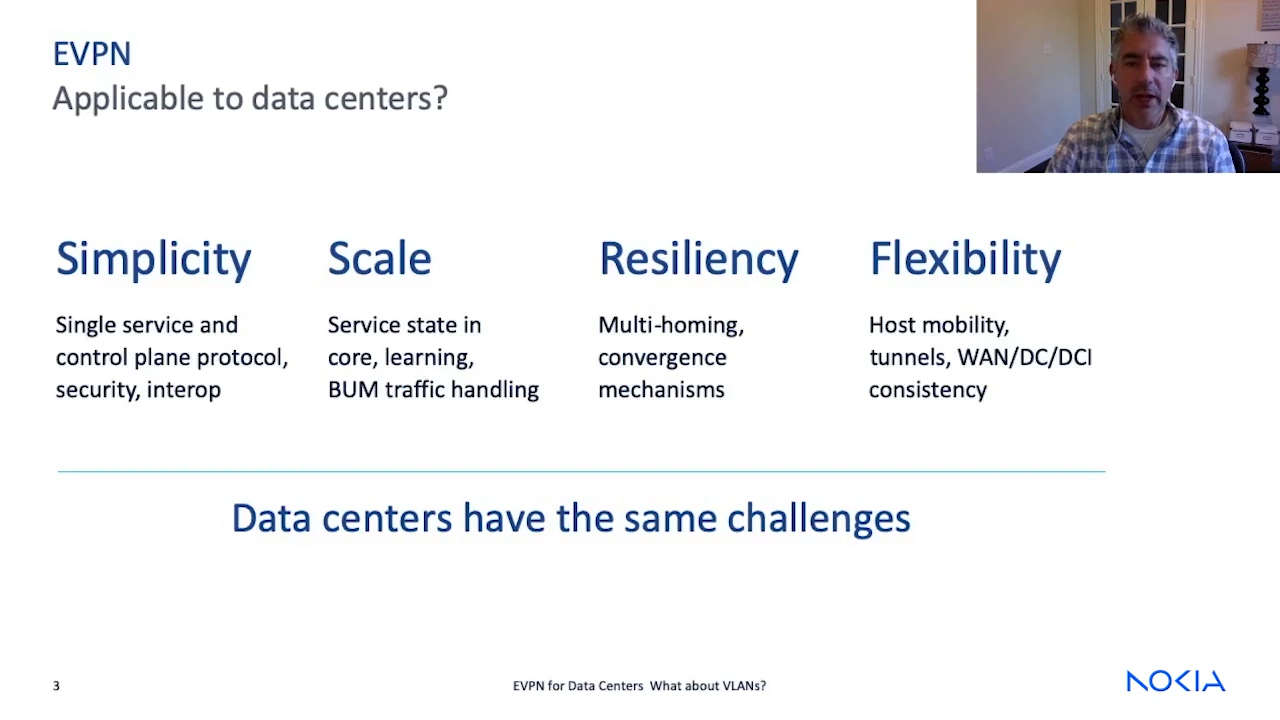 EVPN
Applicable to data centers?
Simplicity
Single service and
control plane protocol,
security, interop
Scale
Service state in
core, learning,
BUM traffic handling
Resiliency
Multi-homing,
convergence
mechanisms
Flexibility
Host mobility,
tunnels, WAN/DC/DCI
consistency
Data centers have the same challenges
3
EVPN for Data Centers What about VLANs?
NOKIA